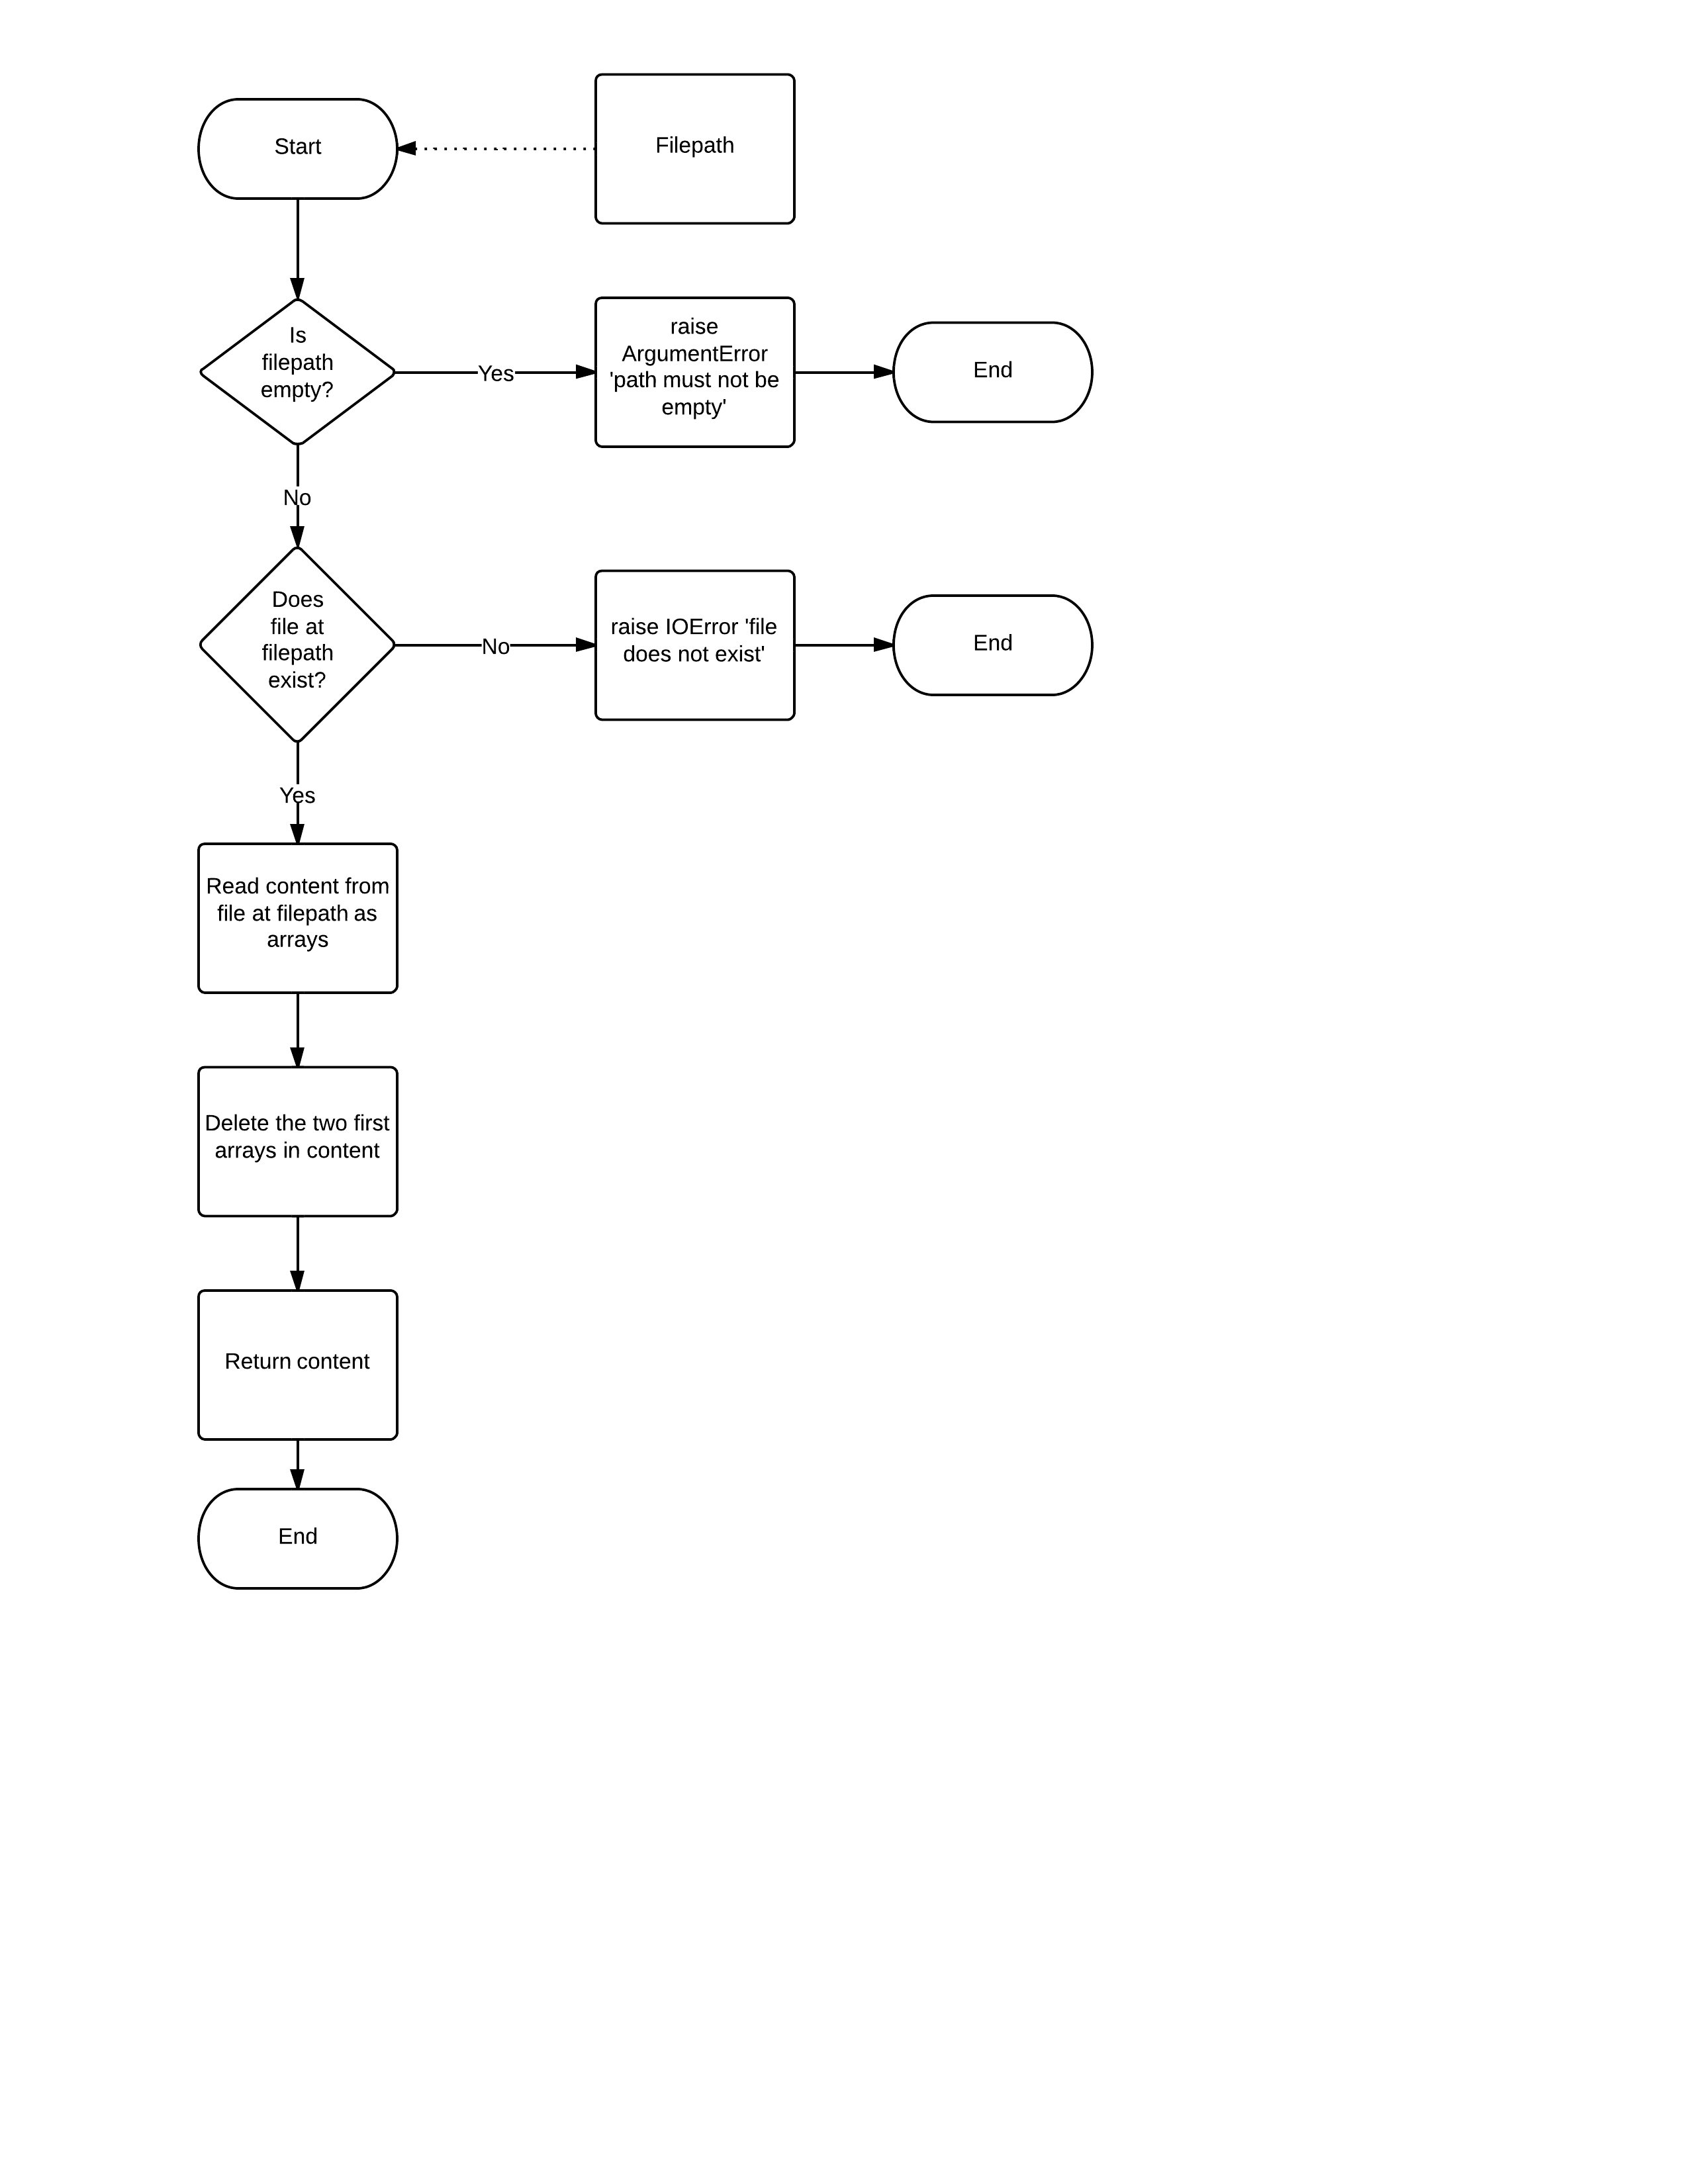 Start
Filepath
Is
filepath
empty?
Yes
raise
ArgumentError
'path must not be
empty'
End
No
Does
file at
filepath
exist?
No
raise IOError 'file
does not exist'
End
Yes
Read content from
file at filepath as
arrays
Delete the two first
arrays in content
Return content
End